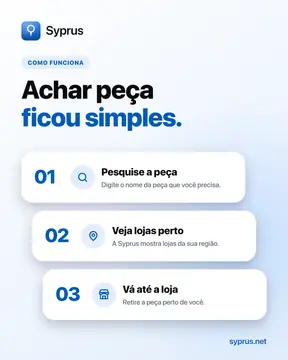 Syprus
COMO FUNCIONA
Achar peça
ficou simples.
01
Pesquise a peça
Digite o nome da peça que você precisa.
02
Veja lojas perto
A Syprus mostra lojas da sua região.
03
Vá até a loja
Retire a peça perto de você.
syprus.net